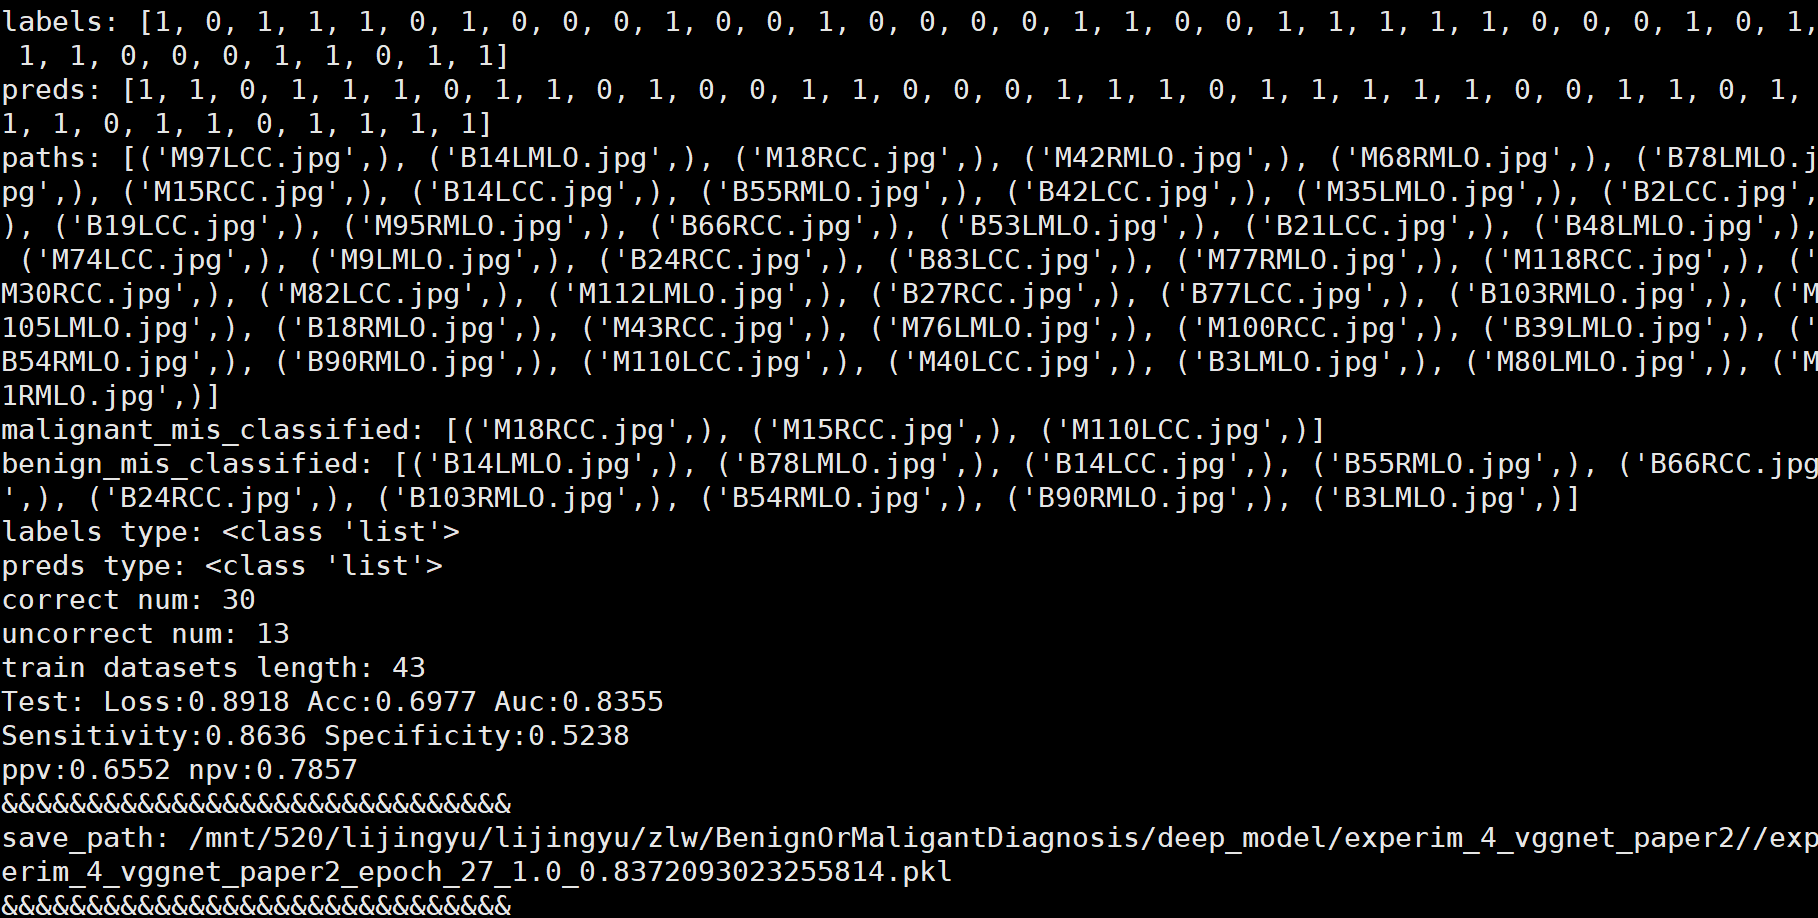 labels: [1, 0, 1, 1, 1, 0, 1, 0, 0, 0, 1, 0, 0, 1, 0, 0, 0, 0, 1, 1, 0, 0, 1, 1, 1, 1, 1, 0, 0, 0, 1, 0, 1,
 1, 1, 0, 0, 0, 1, 1, 0, 1, 1]
preds: [1, 1, 0, 1, 1, 1, 0, 1, 1, 0, 1, 0, 0, 1, 1, 0, 0, 0, 1, 1, 1, 0, 1, 1, 1, 1, 1, 0, 0, 1, 1, 0, 1,
1, 1, 0, 1, 1, 0, 1, 1, 1, 1]
paths: [('M97LCC.jpg',), ('B14LMLO.jpg',), ('M18RCC.jpg',), ('M42RMLO.jpg',), ('M68RMLO.jpg',), ('B78LMLO.j
pg',), ('M15RCC.jpg',), ('B14LCC.jpg',), ('B55RMLO.jpg',), ('B42LCC.jpg',), ('M35LMLO.jpg',), ('B2LCC.jpg',
), ('B19LCC.jpg',), ('M95RMLO.jpg',), ('B66RCC.jpg',), ('B53LMLO.jpg',), ('B21LCC.jpg',), ('B48LMLO.jpg',),
 ('M74LCC.jpg',), ('M9LMLO.jpg',), ('B24RCC.jpg',), ('B83LCC.jpg',), ('M77RMLO.jpg',), ('M118RCC.jpg',), ('
M30RCC.jpg',), ('M82LCC.jpg',), ('M112LMLO.jpg',), ('B27RCC.jpg',), ('B77LCC.jpg',), ('B103RMLO.jpg',), ('M
105LMLO.jpg',), ('B18RMLO.jpg',), ('M43RCC.jpg',), ('M76LMLO.jpg',), ('M100RCC.jpg',), ('B39LMLO.jpg',), ('
B54RMLO.jpg',), ('B90RMLO.jpg',), ('M110LCC.jpg',), ('M40LCC.jpg',), ('B3LMLO.jpg',), ('M80LMLO.jpg',), ('M
1RMLO.jpg',)]
malignant_mis_classified: [('M18RCC.jpg',), ('M15RCC.jpg',), ('M110LCC.jpg',)]
benign_mis_classified: [('B14LMLO.jpg',), ('B78LMLO.jpg',), ('B14LCC.jpg',), ('B55RMLO.jpg',), ('B66RCC.jpg
',), ('B24RCC.jpg',), ('B103RMLO.jpg',), ('B54RMLO.jpg',), ('B90RMLO.jpg',), ('B3LMLO.jpg',)]
labels type: <class 'list'>
preds type: <class 'list'>
correct num: 30
uncorrect num: 13
train datasets length: 43
Test: Loss:0.8918 Acc:0.6977 Auc:0.8355
Sensitivity:0.8636 Specificity:0.5238
ppv:0.6552 npv:0.7857
&&&&&&&&&&&&&&&&&&&&&&&&&&&&&&
save_path: /mnt/520/lijingyu/lijingyu/zlw/BenignOrMaligantDiagnosis/deep_model/experim_4_vggnet_paper2//exp
erim_4_vggnet_paper2_epoch_27_1.0_0.8372093023255814.pkl
&&&&&&&&&&&&&&&&&&&&&&&&&&&&&&